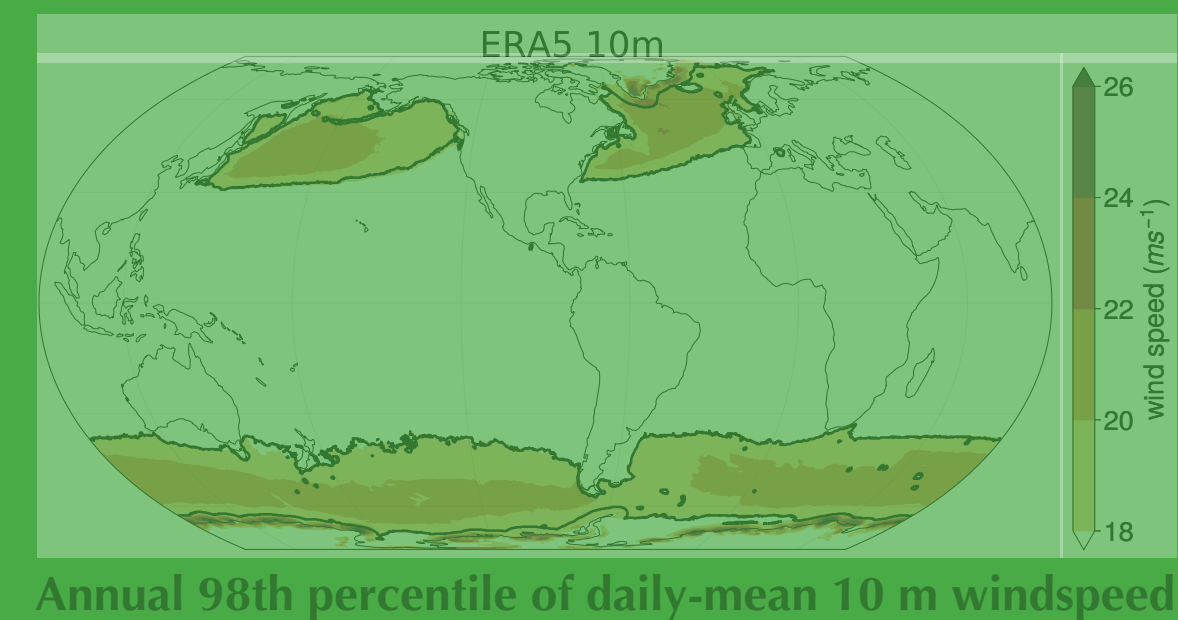 ERA5 10m
26
24
22
20
18
wind speed (ms⁻¹)
Annual 98th percentile of daily-mean 10 m windspeed